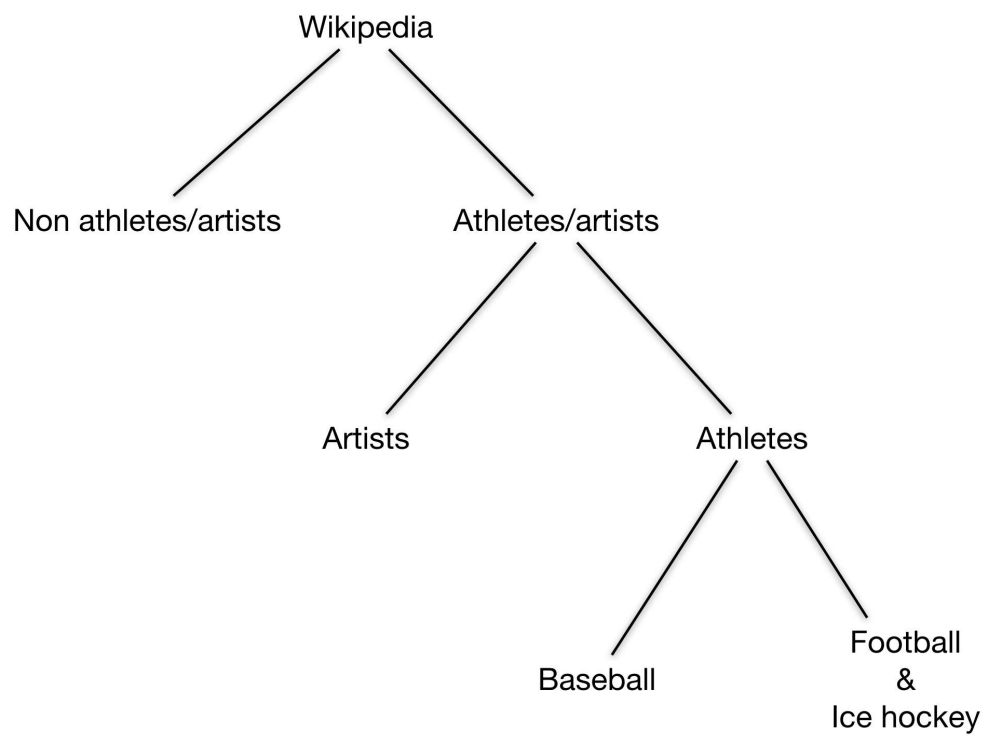 Wikipedia
Non athletes/artists
Athletes/artists
Artists
Athletes
Baseball
Football
&
Ice hockey